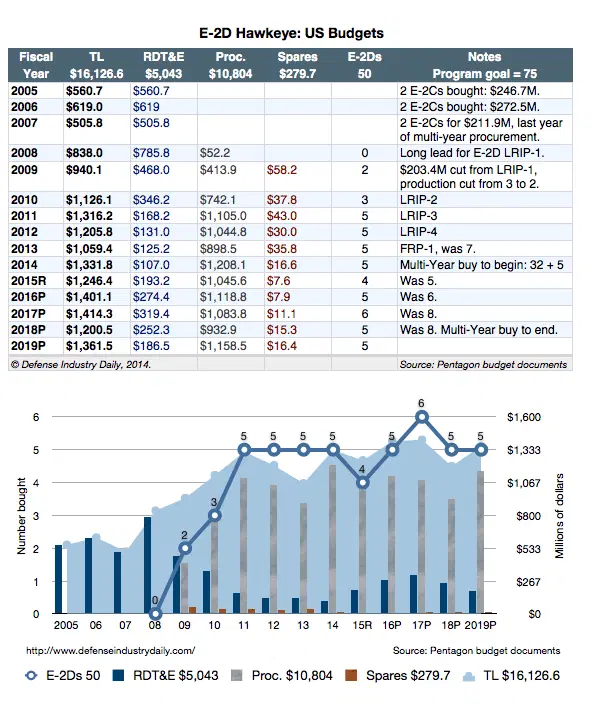 E-2D Hawkeye: US Budgets
Fiscal Year TL $16,126.6 RDT&E $5,043 Proc. $10,804 Spares $279.7 E-2Ds 50 Notes Program goal = 75
2005 $560.7 $560.7 2 E-2Cs bought: $246.7M.
2006 $619.0 $619 2 E-2Cs bought: $272.5M.
2007 $505.8 $505.8 2 E-2Cs for $211.9M, last year
of multi-year procurement.
2008 $838.0 $785.8 $52.2 0 Long lead for E-2D LRIP-1.
2009 $940.1 $468.0 $413.9 $58.2 2 $203.4M cut from LRIP-1,
production cut from 3 to 2.
2010 $1,126.1 $346.2 $742.1 $37.8 3 LRIP-2
2011 $1,316.2 $168.2 $1,105.0 $43.0 5 LRIP-3
2012 $1,205.8 $131.0 $1,044.8 $30.0 5 LRIP-4
2013 $1,059.4 $125.2 $898.5 $35.8 5 FRP-1, was 7.
2014 $1,331.8 $107.0 $1,208.1 $16.6 5 Multi-Year buy to begin: 32 + 5
2015R $1,246.4 $193.2 $1,045.6 $7.6 4 Was 5.
2016P $1,401.1 $274.4 $1,118.8 $7.9 5 Was 6.
2017P $1,414.3 $319.4 $1,083.8 $11.1 6 Was 8.
2018P $1,200.5 $252.3 $932.9 $15.3 5 Was 8. Multi-Year buy to end.
2019P $1,361.5 $186.5 $1,158.5 $16.4 5
© Defense Industry Daily, 2014. Source: Pentagon budget documents
6 $1,600
5 $1,333
4 $1,067
3 $800
2 $533
1 $267
0 $0
Number bought
Millions of dollars
0 2 3 5 5 5 5 4 5 6 5 5
2005 06 07 08 09 10 11 12 13 14 15R 16P 17P 18P 2019P
http://www.defenseindustrydaily.com/ Source: Pentagon budget documents
E-2Ds 50 RDT&E $5,043 Proc. $10,804 Spares $279.7 TL $16,126.6